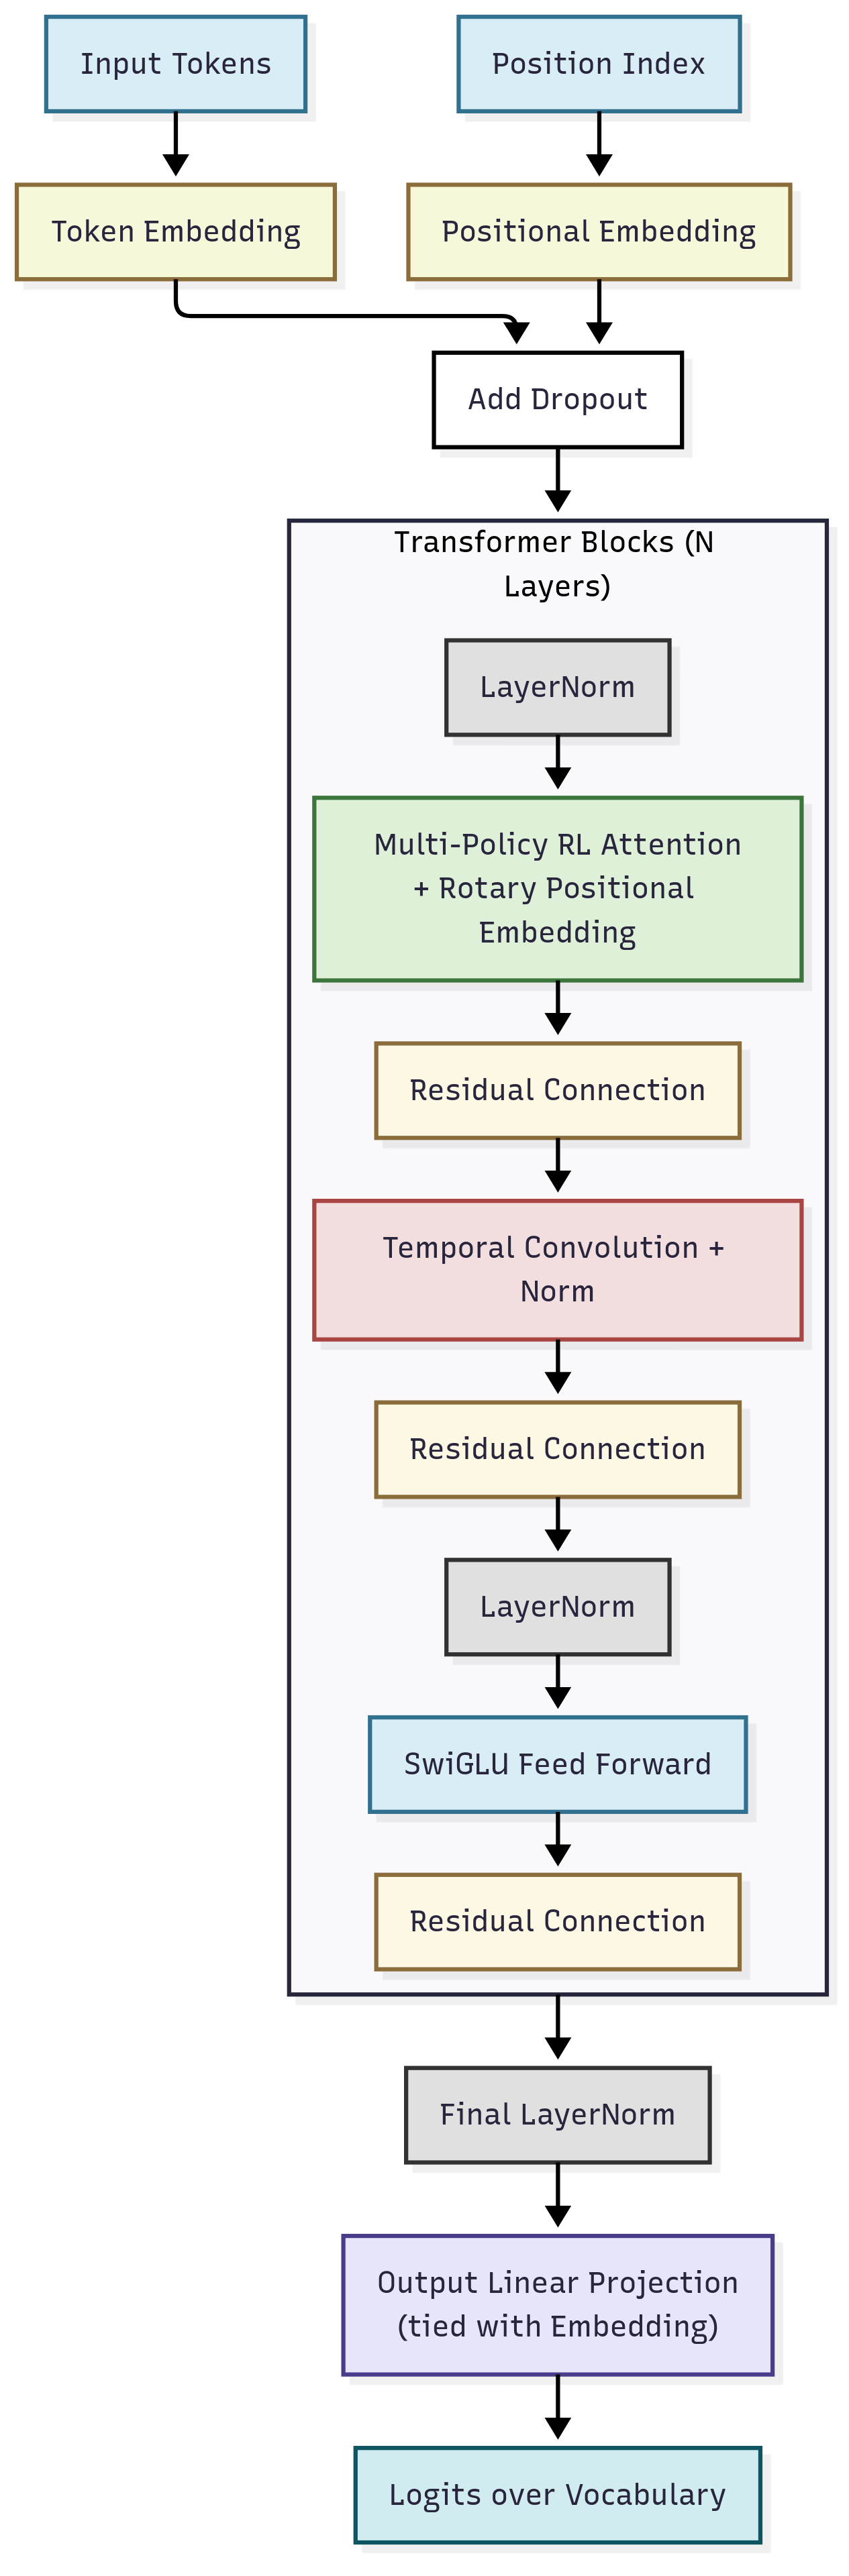 Input Tokens
Position Index
Token Embedding
Positional Embedding
Add Dropout
Transformer Blocks (N
Layers)
LayerNorm
Multi-Policy RL Attention
+ Rotary Positional
Embedding
Residual Connection
Temporal Convolution +
Norm
Residual Connection
LayerNorm
SwiGLU Feed Forward
Residual Connection
Final LayerNorm
Output Linear Projection
(tied with Embedding)
Logits over Vocabulary